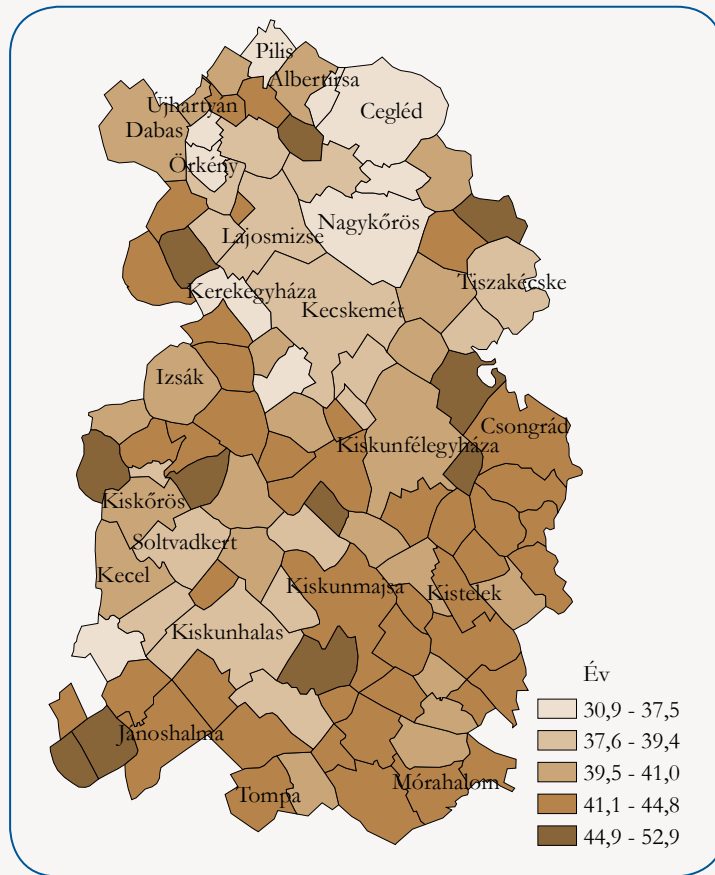 Pilis
Albertirsa
Újhartyán
Cegléd
Dabas
Örkény
Nagykőrös
Lajosmizse
Tiszakécske
Kerekegyháza
Kecskemét
Izsák
Csongrád
Kiskunfélegyháza
Kiskőrös
Soltvadkert
Kecel
Kiskunmajsa
Kistelek
Kiskunhalas
Jánoshalma
Mórahalom
Tompa
Év
30,9 - 37,5
37,6 - 39,4
39,5 - 41,0
41,1 - 44,8
44,9 - 52,9